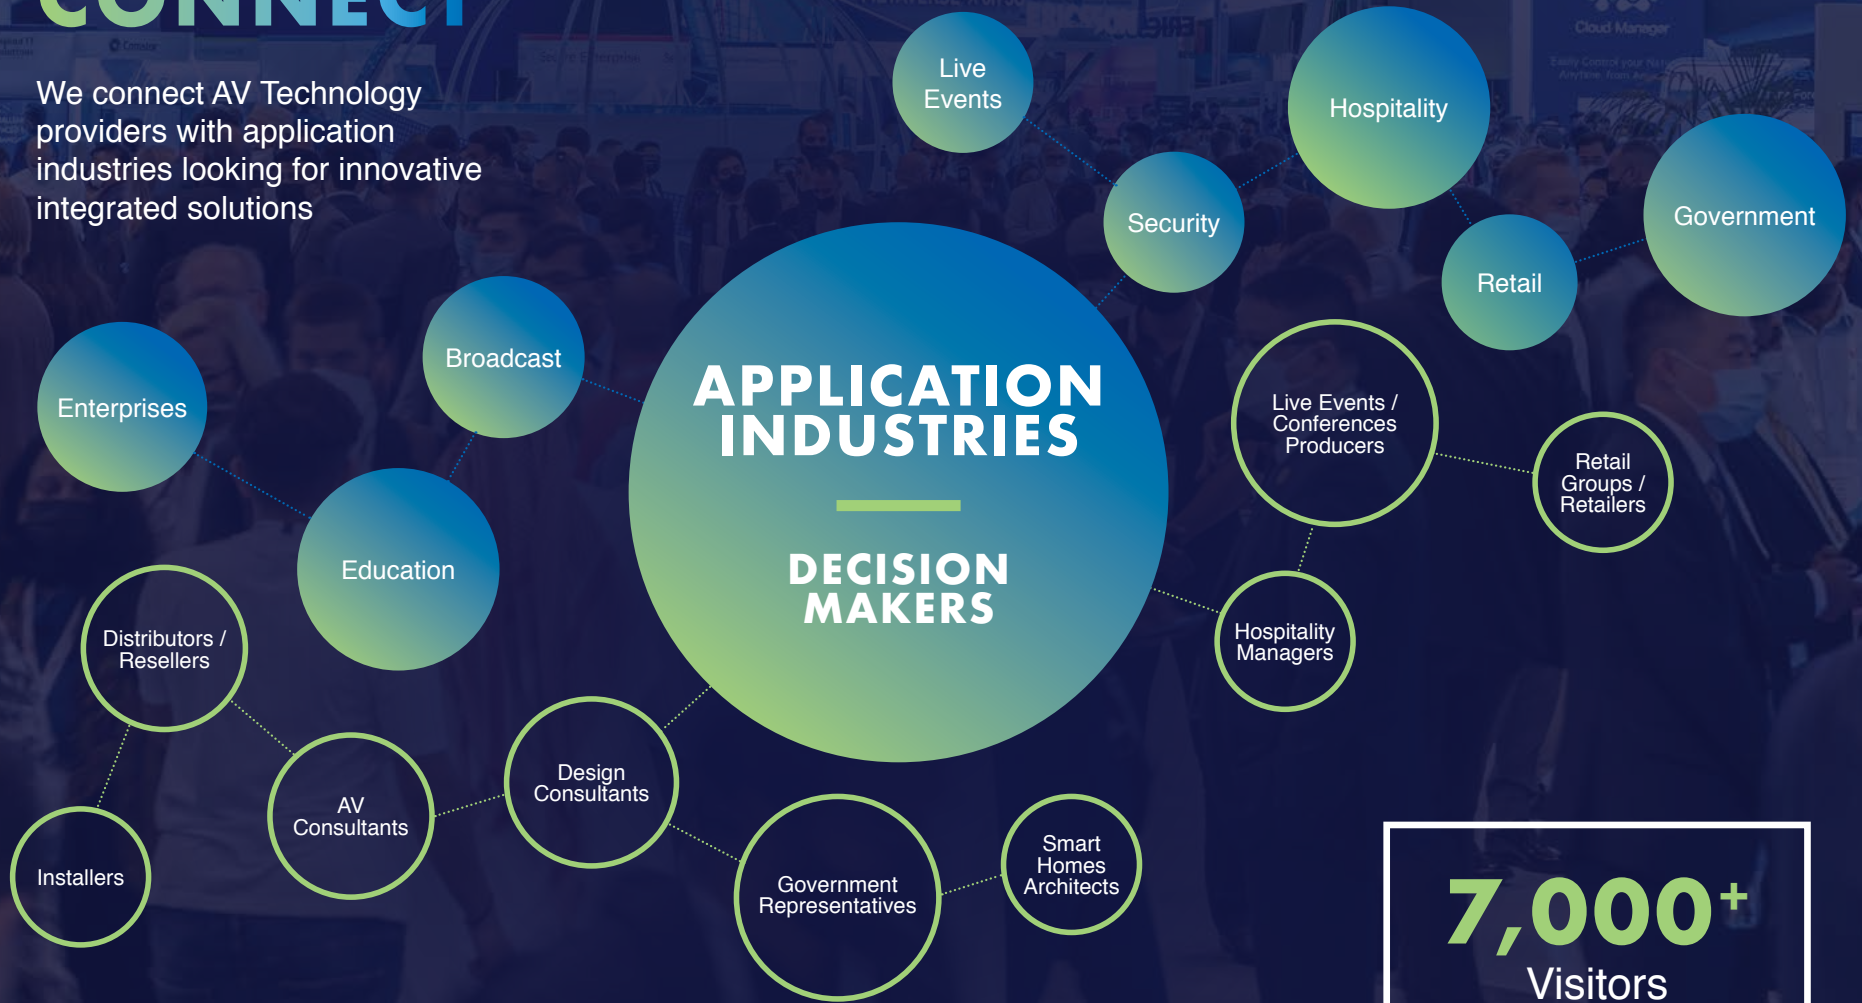 CONNECT
We connect AV Technology
providers with application
industries looking for innovative
integrated solutions
Live
Events
Hospitality
Security
Government
Retail
Broadcast
Enterprises
Education
APPLICATION
INDUSTRIES
DECISION
MAKERS
Live Events /
Conferences
Producers
Retail
Groups /
Retailers
Hospitality
Managers
Distributors /
Resellers
Design
Consultants
AV
Consultants
Installers
Government
Representatives
Smart
Homes
Architects
7,000+
Visitors
Cloud Manager